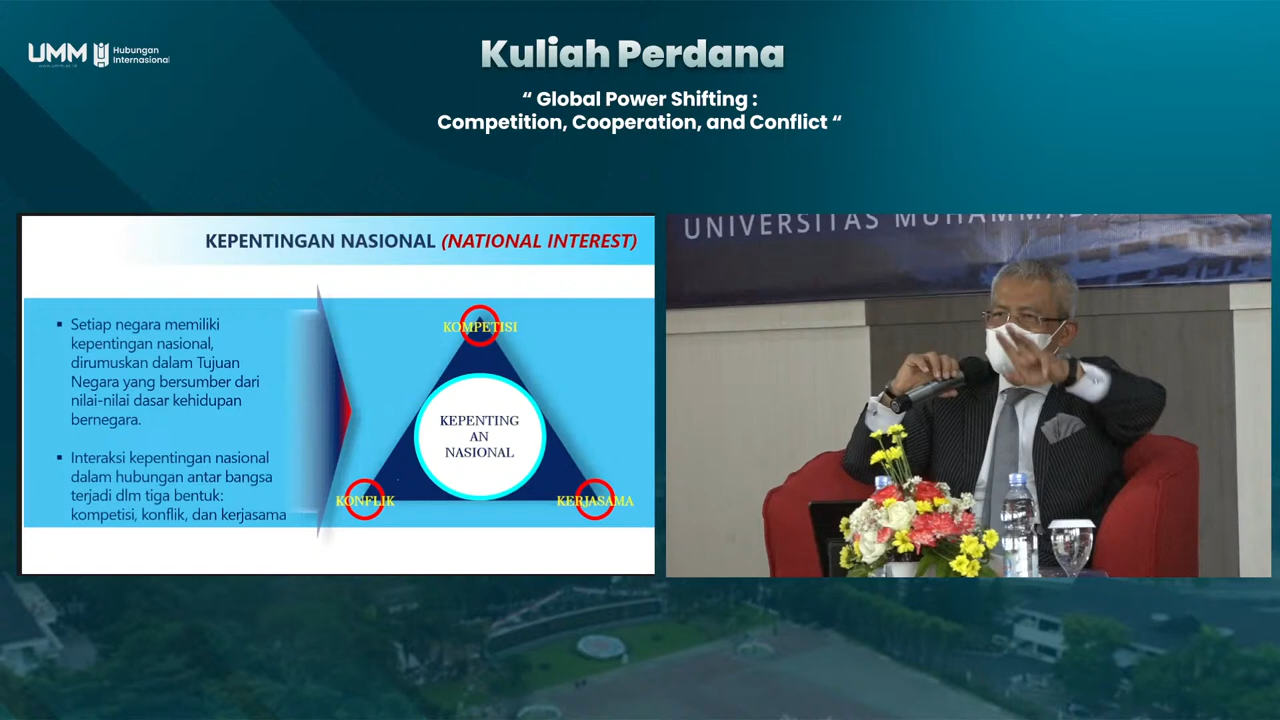 UMM
Hubungan
Internasional
Kuliah Perdana
“ Global Power Shifting :
Competition, Cooperation, and Conflict “
KEPENTINGAN NASIONAL (NATIONAL INTEREST)
▪ Setiap negara memiliki
kepentingan nasional,
dirumuskan dalam Tujuan
Negara yang bersumber dari
nilai-nilai dasar kehidupan
bernegara.
▪ Interaksi kepentingan nasional
dalam hubungan antar bangsa
terjadi dlm tiga bentuk:
kompetisi, konflik, dan kerjasama
KOMPETISI
KEPENTING
AN
NASIONAL
KONFLIK
KERJASAMA
UNIVERSITAS